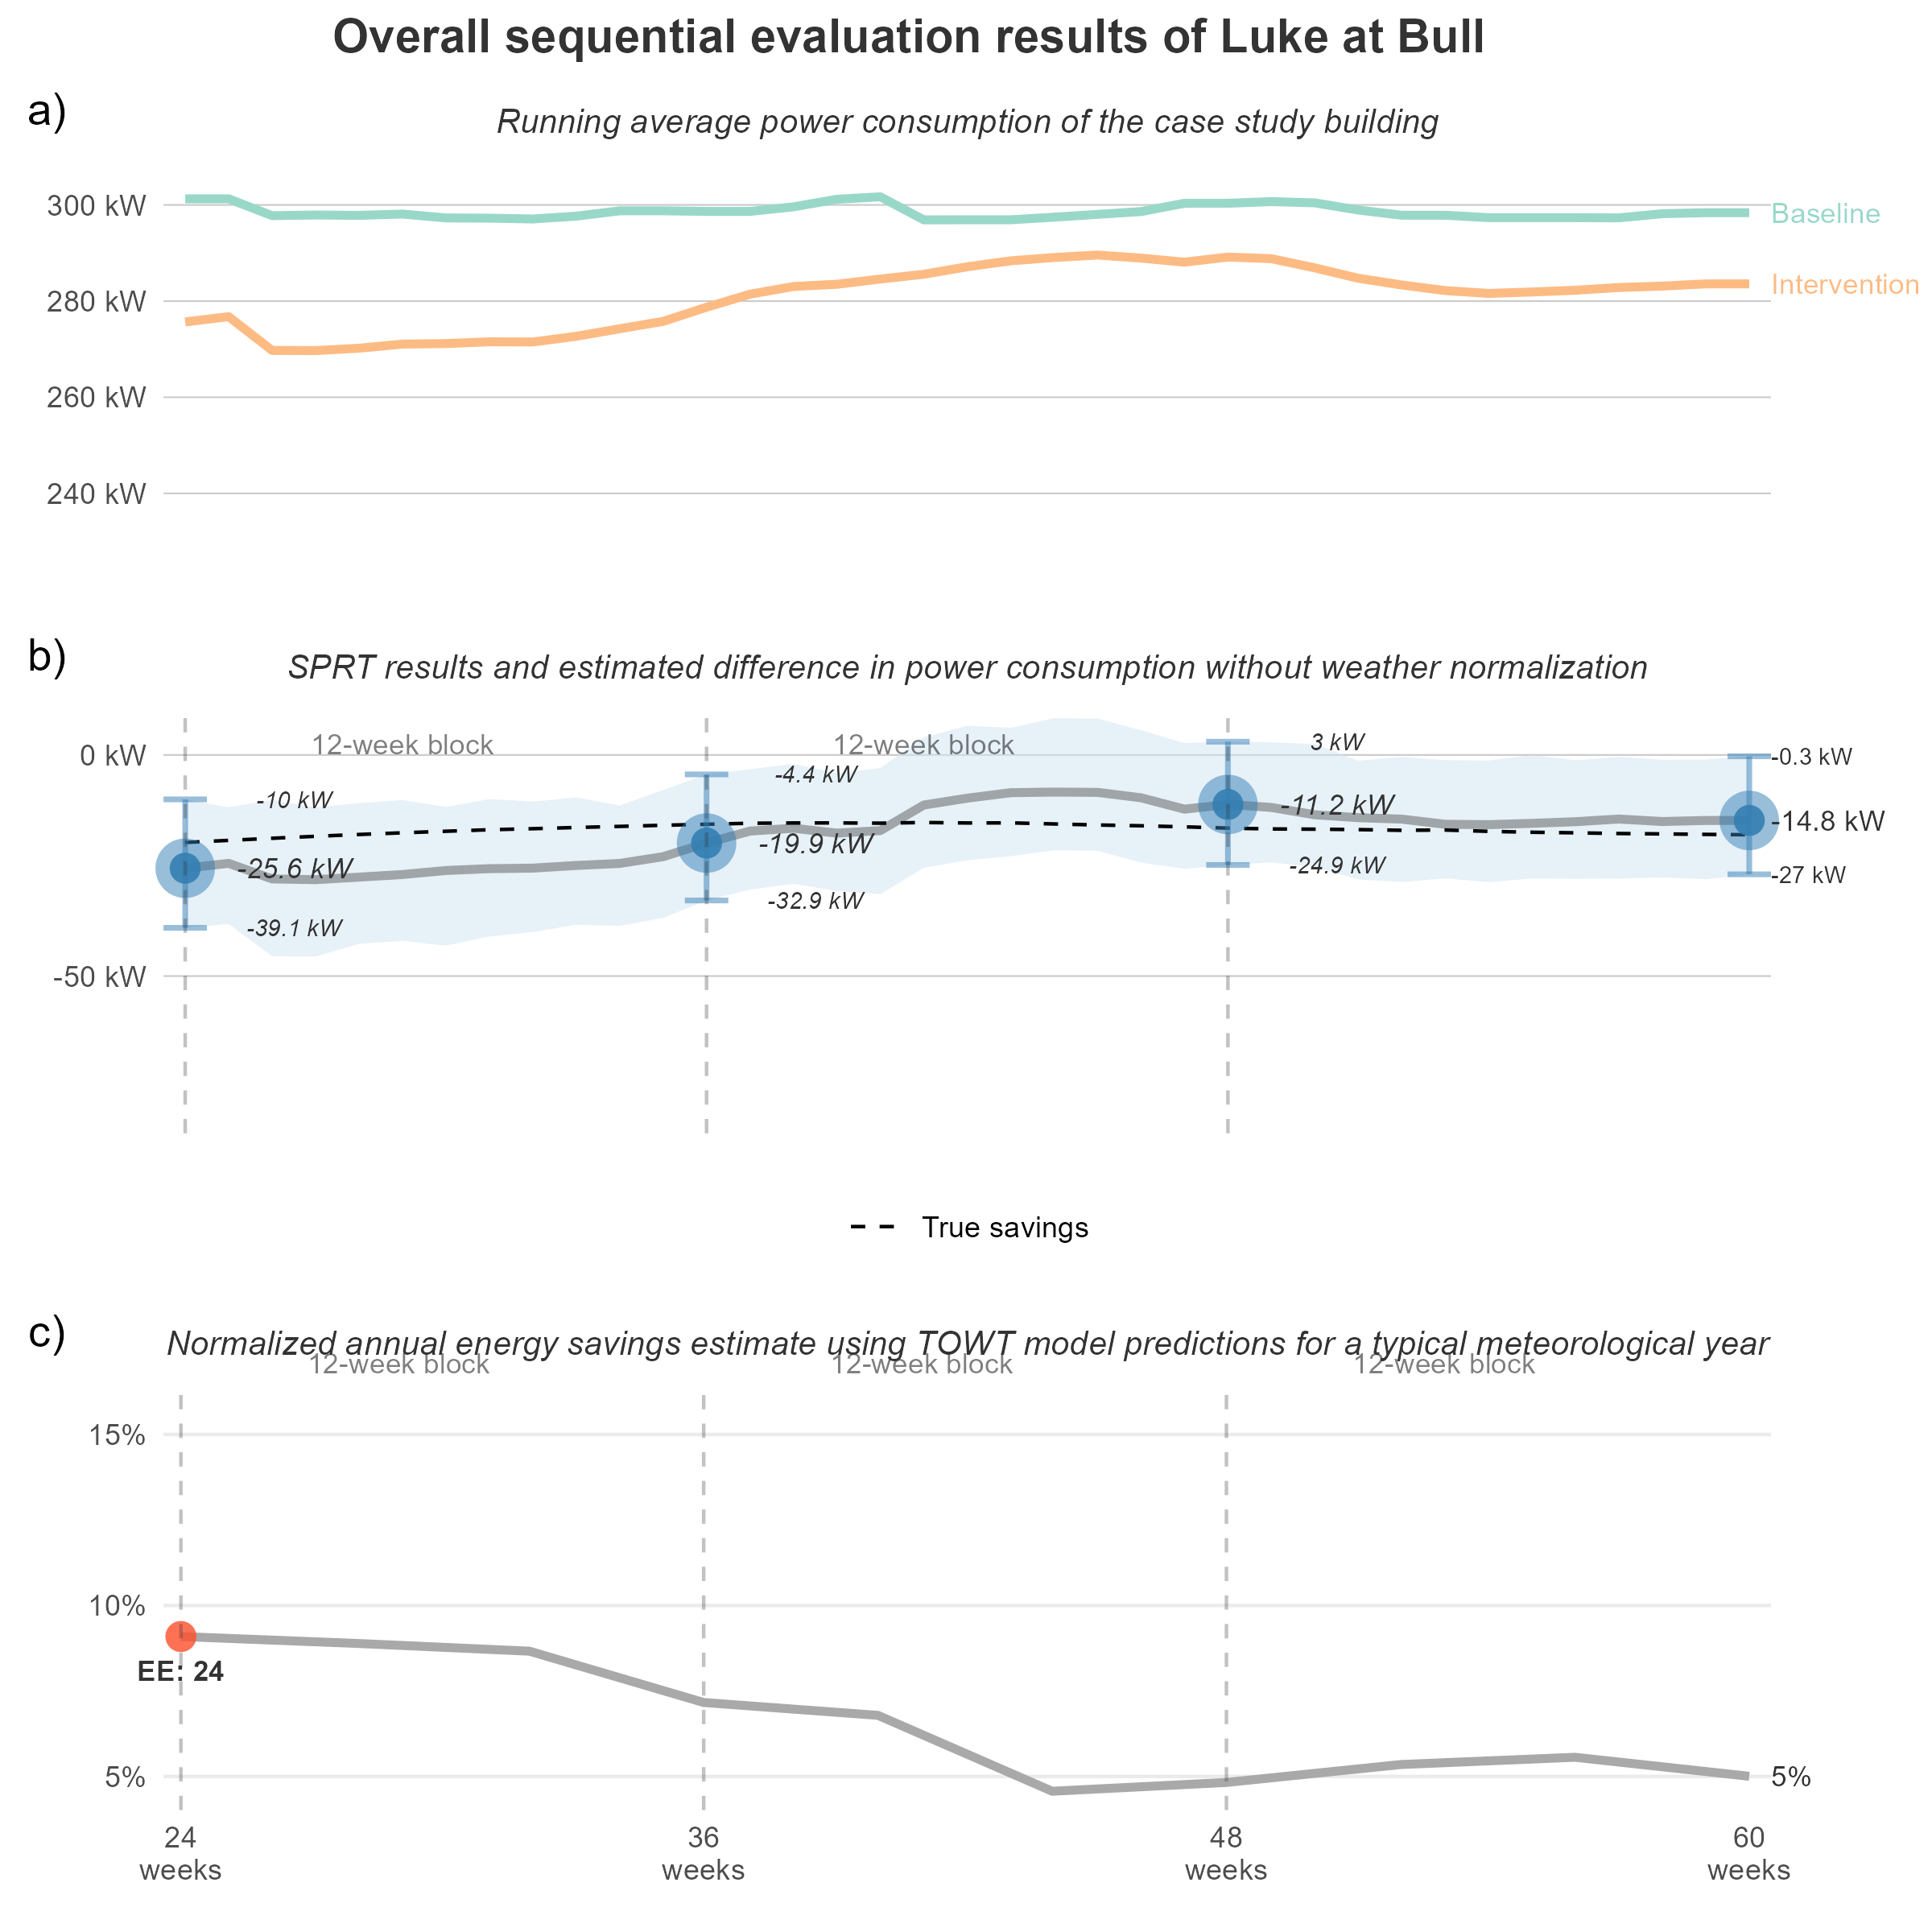 Overall sequential evaluation results of Luke at Bull
a)
Running average power consumption of the case study building
300 kW
280 kW
260 kW
240 kW
Baseline
Intervention
b)
SPRT results and estimated difference in power consumption without weather normalization
12-week block
12-week block
0 kW
-50 kW
-10 kW
-25.6 kW
-39.1 kW
-4.4 kW
-19.9 kW
-32.9 kW
3 kW
-11.2 kW
-24.9 kW
-0.3 kW
-14.8 kW
-27 kW
True savings
c)
Normalized annual energy savings estimate using TOWT model predictions for a typical meteorological year
12-week block
12-week block
12-week block
15%
10%
5%
EE: 24
5%
24
weeks
36
weeks
48
weeks
60
weeks